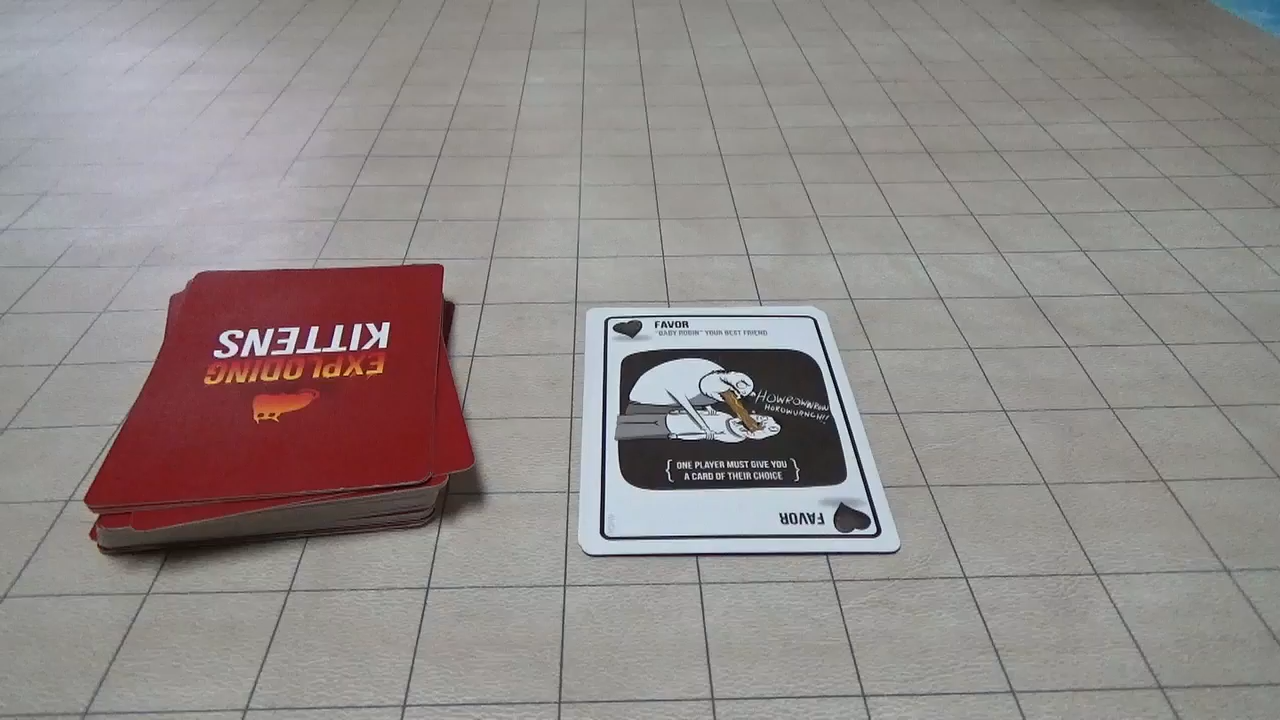 EXPLODING
KITTENS
FAVOR
"BABY ROBIN" YOUR BEST FRIEND
HOWROWNROW
HOROWURNGH!!
ONE PLAYER MUST GIVE YOU
A CARD OF THEIR CHOICE
FAVOR